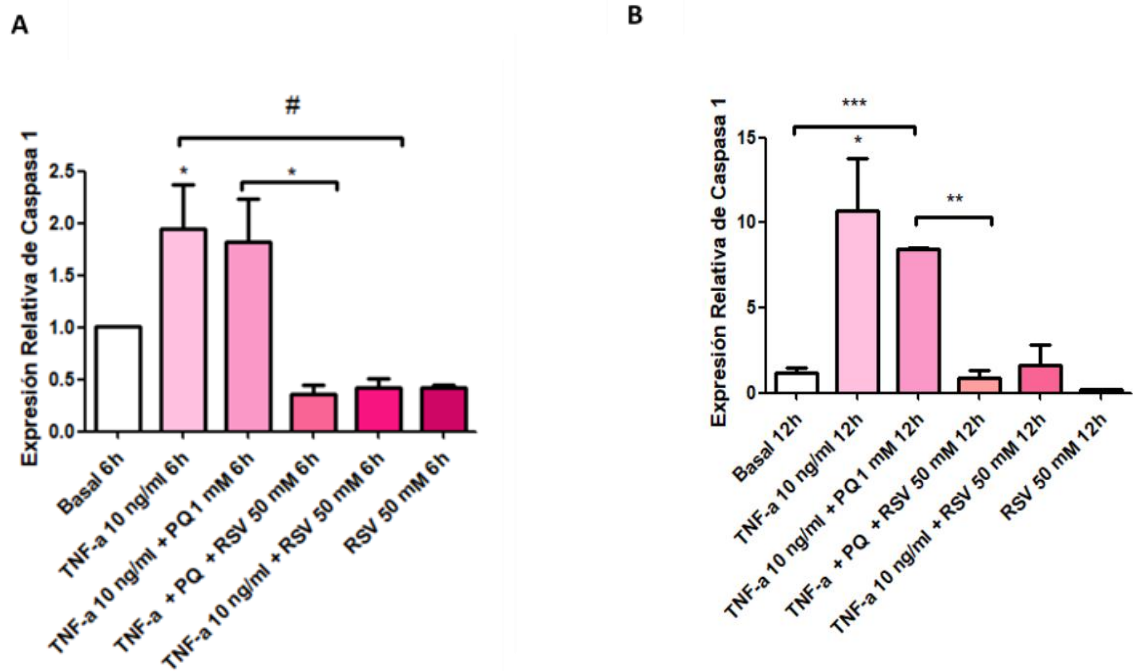 A
#
*
*
Expresión Relativa de Caspasa 1
2.5
2.0
1.5
1.0
0.5
0.0
Basal 6h
TNF-a 10 ng/ml 6h
TNF-a 10 ng/ml + PQ 1 mM 6h
TNF-a + PQ + RSV 50 mM 6h
TNF-a 10 ng/ml + RSV 50 mM 6h
RSV 50 mM 6h
B
***
*
**
Expresión Relativa de Caspasa 1
15
10
5
0
Basal 12h
TNF-a 10 ng/ml 12h
TNF-a 10 ng/ml + PQ 1 mM 12h
TNF-a + PQ + RSV 50 mM 12h
TNF-a 10 ng/ml + RSV 50 mM 12h
RSV 50 mM 12h